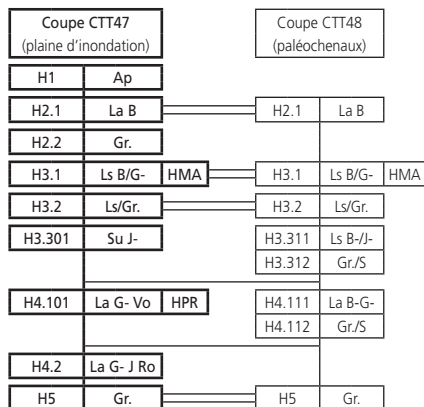 Coupe CTT47 Coupe CTT48
(plaine d’inondation) (paléochenaux)
H1 Ap
H2.1 La B H2.1 La B
H2.2 Gr.
H3.1 Ls B/G- HMA H3.1 Ls B/G- HMA
H3.2 Ls/Gr. H3.2 Ls/Gr.
H3.301 Su J- H3.311 Ls B-/J-
H3.312 Gr./S
H4.101 La G- Vo HPR H4.111 La B-G-
H4.112 Gr./S
H4.2 La G- J Ro
H5 Gr. H5 Gr.